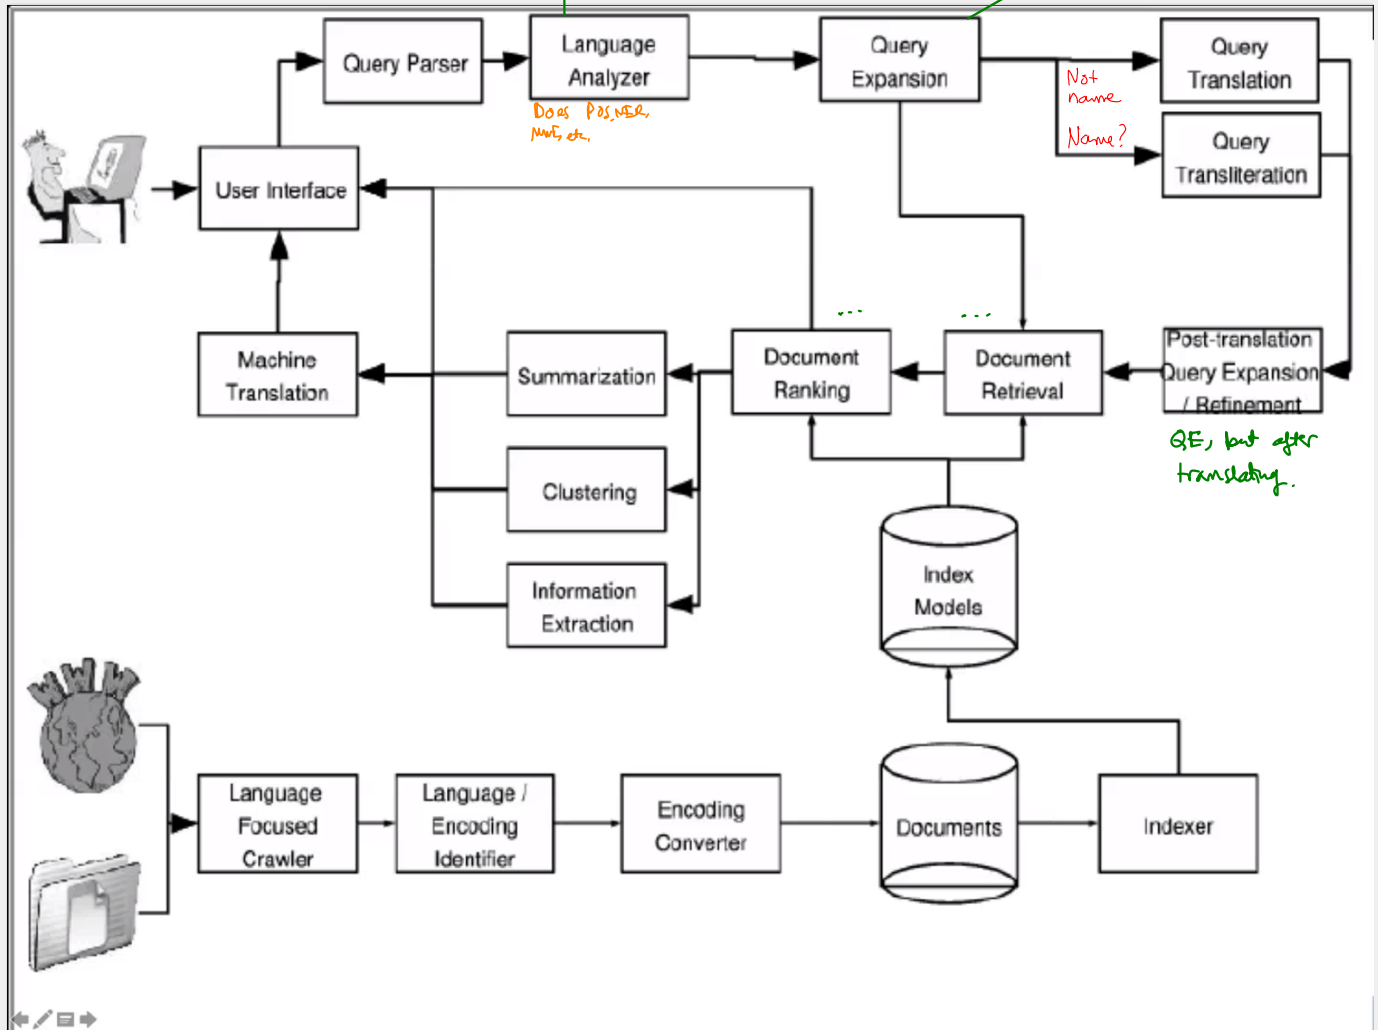 Query Parser
Language
Analyzer
Does POS, NER,
MWE, etc.
Query
Expansion
Not
name
Name?
Query
Translation
Query
Transliteration
User Interface
Machine
Translation
Summarization
Clustering
Information
Extraction
...
Document
Ranking
...
Document
Retrieval
Post-translation
Query Expansion
/ Refinement
QE, but after
translating.
Index
Models
Language
Focused
Crawler
Language /
Encoding
Identifier
Encoding
Converter
Documents
Indexer